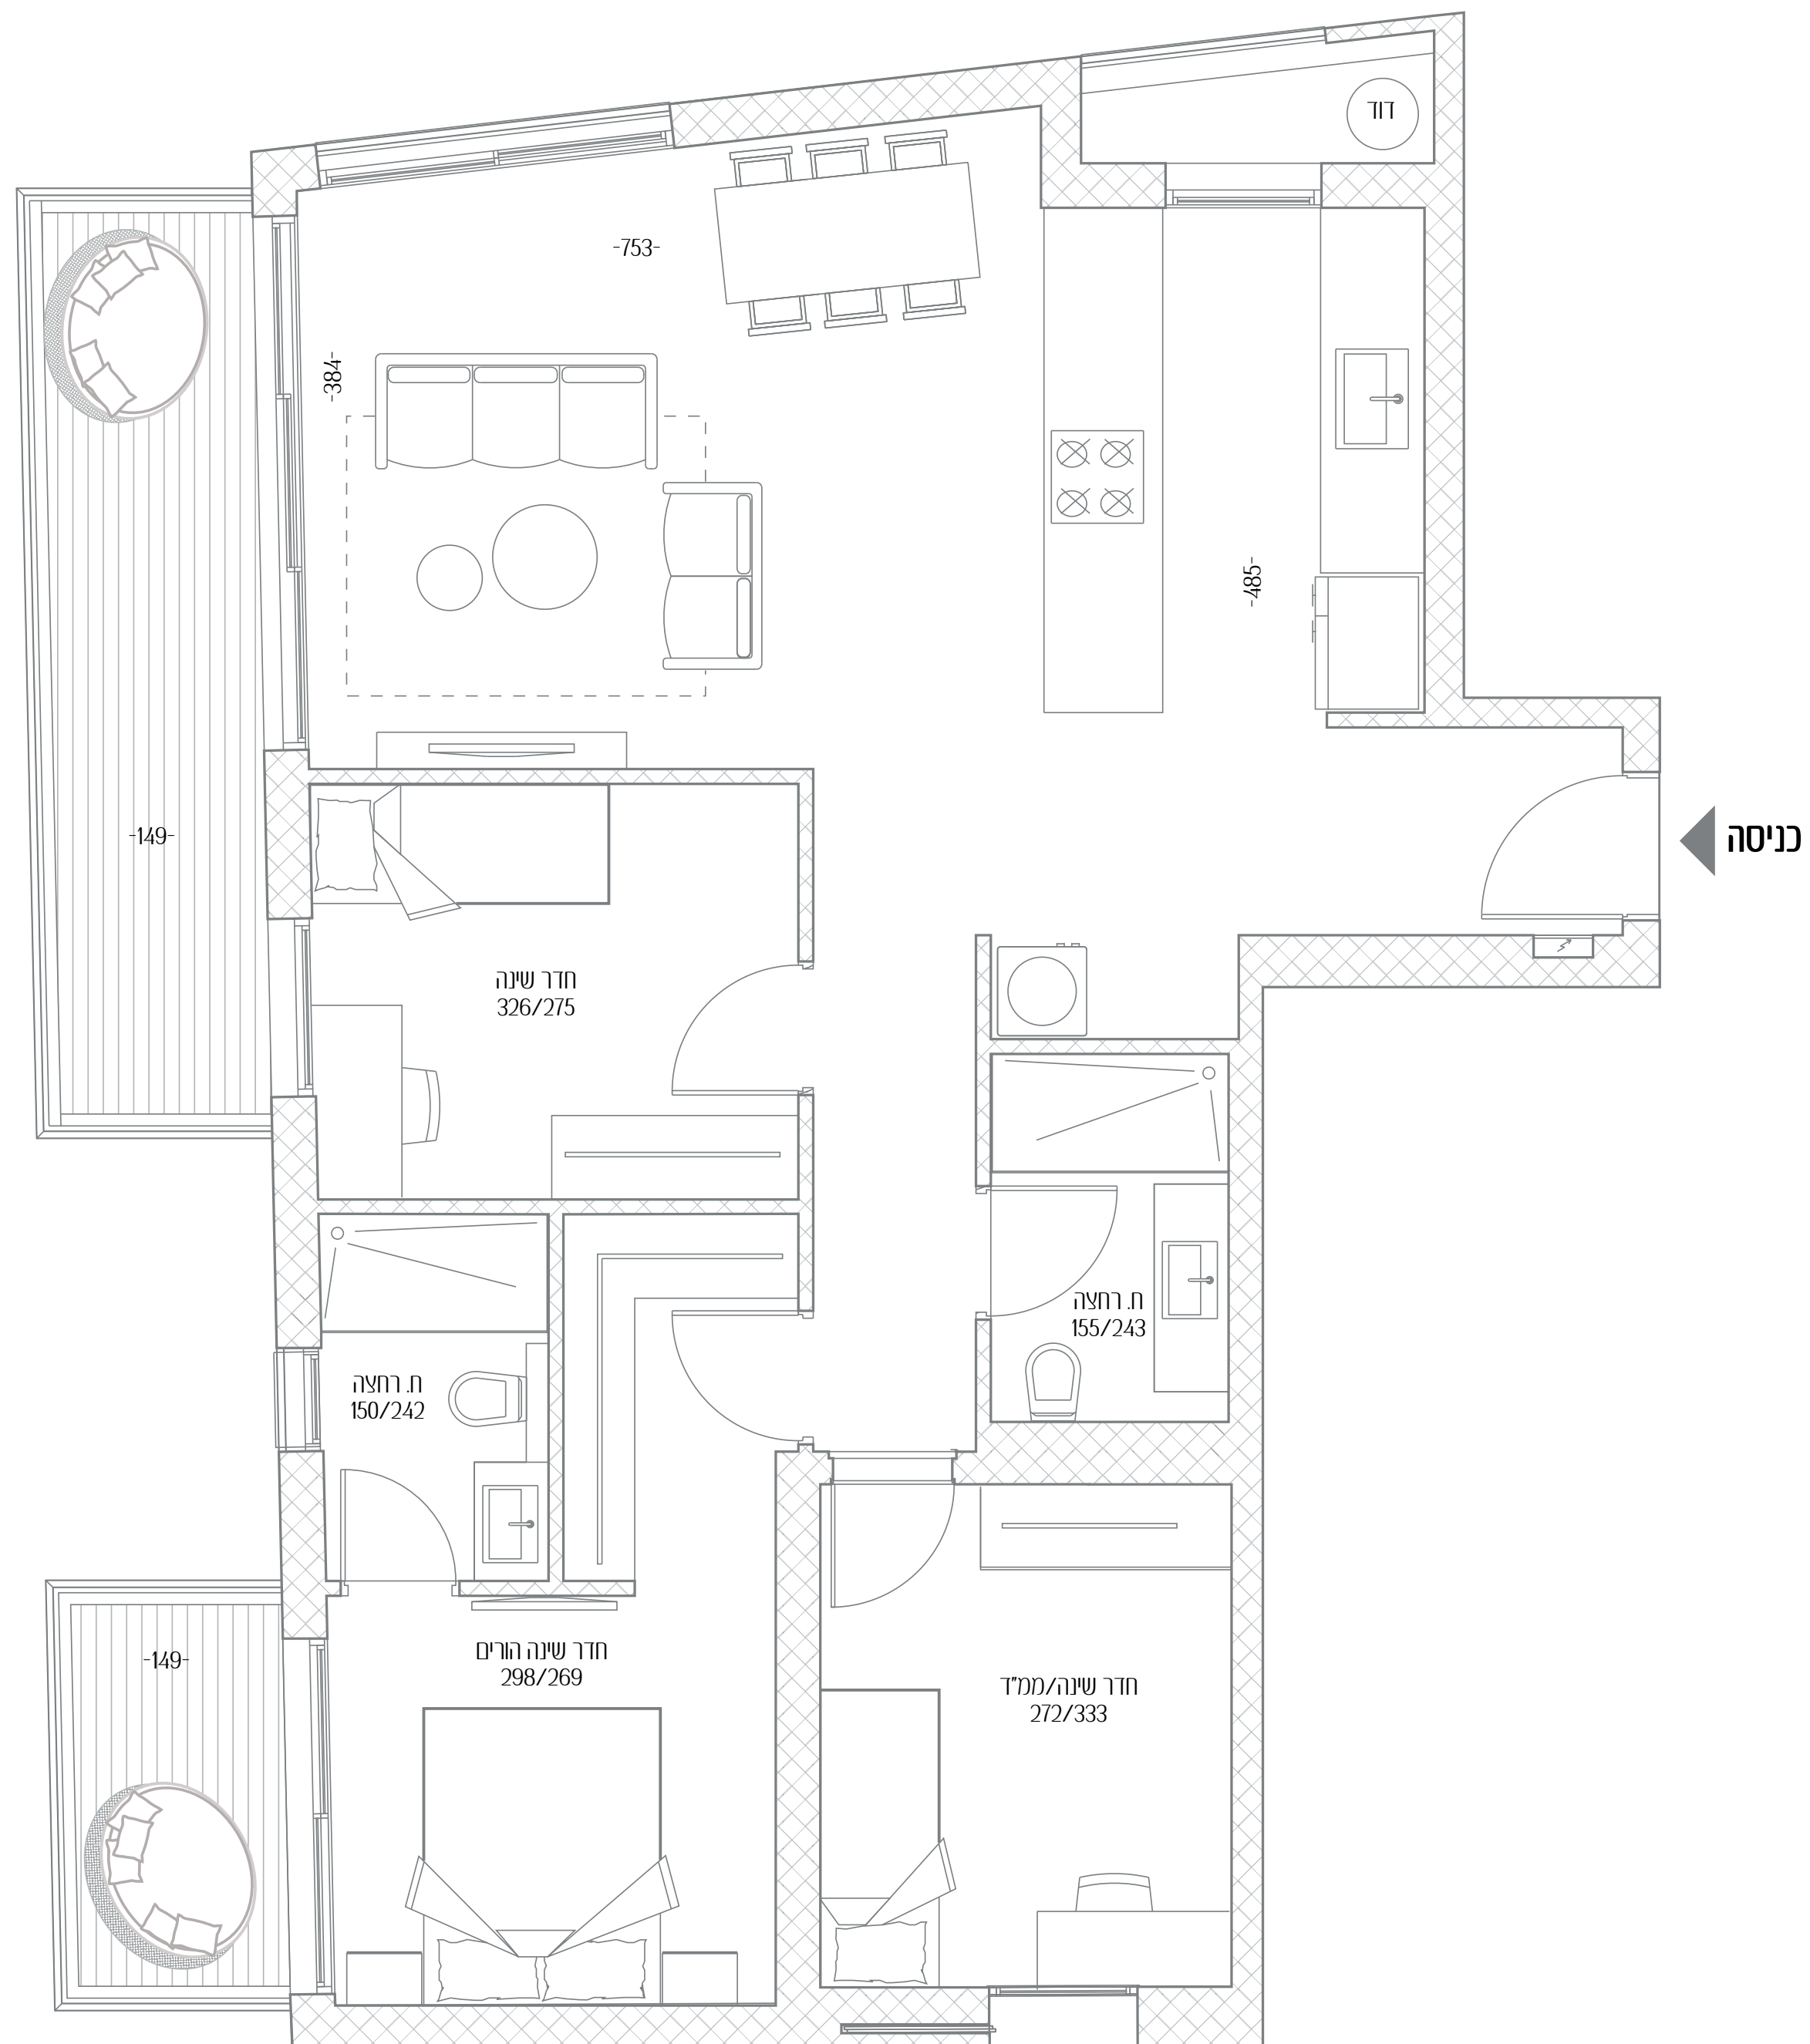 דוד
-753-
-384-
-485-
כניסה
-149-
חדר שינה
326/275
ח. רחצה
155/243
ח. רחצה
150/242
חדר שינה הורים
298/269
-149-
חדר שינה/ממ"ד
272/333